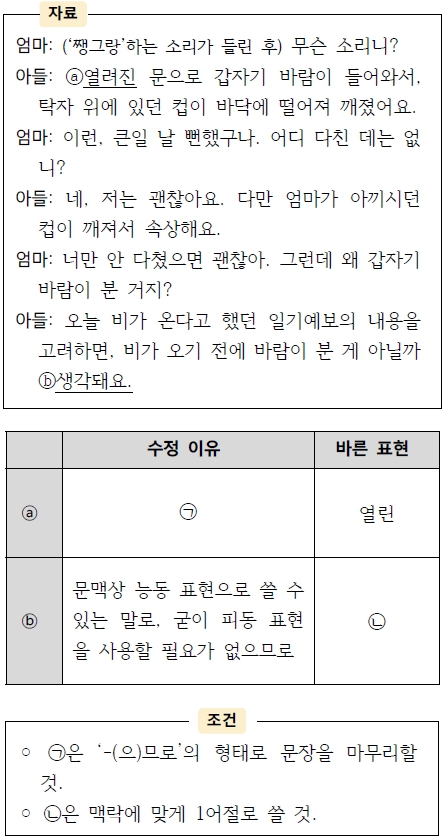 자료
엄마: (‘쨍그랑’하는 소리가 들린 후) 무슨 소리니?
아들: ⓐ열려진 문으로 갑자기 바람이 들어와서,
탁자 위에 있던 컵이 바닥에 떨어져 깨졌어요.
엄마: 이런, 큰일 날 뻔했구나. 어디 다친 데는 없
니?
아들: 네, 저는 괜찮아요. 다만 엄마가 아끼시던
컵이 깨져서 속상해요.
엄마: 너만 안 다쳤으면 괜찮아. 그런데 왜 갑자기
바람이 분 거지?
아들: 오늘 비가 온다고 했던 일기예보의 내용을
고려하면, 비가 오기 전에 바람이 분 게 아닐까
ⓑ생각돼요.
수정 이유 바른 표현
ⓐ ㉠ 열린
문맥상 능동 표현으로 쓸 수
ⓑ 있는 말로, 굳이 피동 표현 ㉡
을 사용할 필요가 없으므로
조건
○ ㉠은 ‘-(으)므로’의 형태로 문장을 마무리할
것.
○ ㉡은 맥락에 맞게 1어절로 쓸 것.